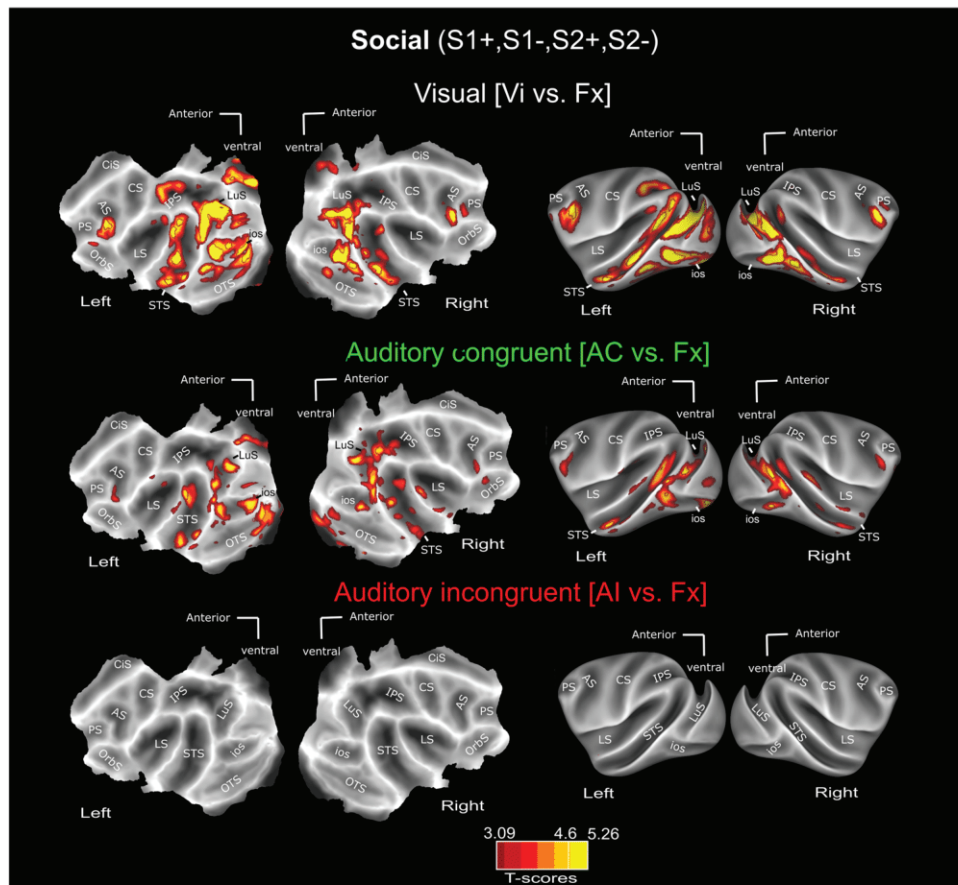 Social (S1+,S1-,S2+,S2-)
Visual [Vi vs. Fx]
Anterior
ventral
Anterior
ventral
Anterior
ventral
Anterior
ventral
CiS
CS
AS
PS
OrbS
LS
IPS
LuS
ios
OTS
STS
Left
CiS
CS
AS
PS
OrbS
LS
IPS
LuS
ios
OTS
STS
Right
PS
AS
CS
LuS
LS
ios
STS
Left
LuS
IPS
CS
AS
PS
LS
ios
STS
Right
Auditory congruent [AC vs. Fx]
Anterior
ventral
Anterior
ventral
Anterior
ventral
Anterior
ventral
CiS
CS
AS
PS
OrbS
LS
IPS
STS
LuS
ios
OTS
Left
CiS
CS
AS
PS
OrbS
LS
IPS
LuS
ios
OTS
STS
Right
PS
AS
CS
IPS
LuS
LS
ios
STS
Left
LuS
IPS
CS
AS
PS
LS
ios
STS
Right
Auditory incongruent [AI vs. Fx]
Anterior
ventral
Anterior
ventral
Anterior
ventral
Anterior
ventral
CiS
CS
AS
PS
OrbS
LS
IPS
STS
LuS
ios
OTS
Left
CiS
CS
AS
PS
OrbS
LS
IPS
STS
LuS
ios
OTS
Right
PS
AS
CS
IPS
LuS
STS
LS
ios
Left
LuS
IPS
CS
AS
PS
STS
LS
ios
Right
3.09 4.6 5.26
T-scores